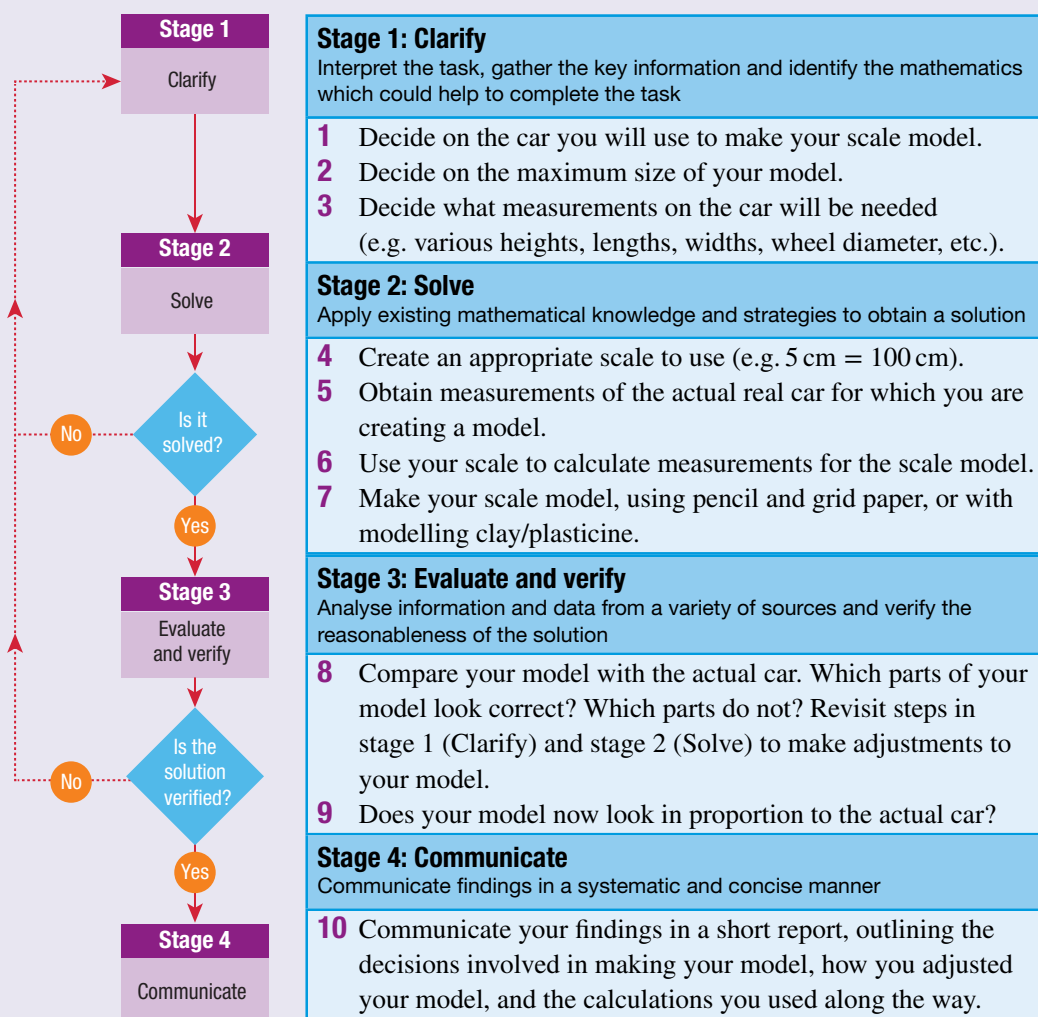 Stage 1
Clarify
Stage 2
Solve
Is it
solved?
No
Yes
Stage 3
Evaluate
and verify
Is the
solution
verified?
No
Yes
Stage 4
Communicate
Stage 1: Clarify
Interpret the task, gather the key information and identify the mathematics
which could help to complete the task
1 Decide on the car you will use to make your scale model.
2 Decide on the maximum size of your model.
3 Decide what measurements on the car will be needed
(e.g. various heights, lengths, widths, wheel diameter, etc.).
Stage 2: Solve
Apply existing mathematical knowledge and strategies to obtain a solution
4 Create an appropriate scale to use (e.g. 5 cm = 100 cm).
5 Obtain measurements of the actual real car for which you are
creating a model.
6 Use your scale to calculate measurements for the scale model.
7 Make your scale model, using pencil and grid paper, or with
modelling clay/plasticine.
Stage 3: Evaluate and verify
Analyse information and data from a variety of sources and verify the
reasonableness of the solution
8 Compare your model with the actual car. Which parts of your
model look correct? Which parts do not? Revisit steps in
stage 1 (Clarify) and stage 2 (Solve) to make adjustments to
your model.
9 Does your model now look in proportion to the actual car?
Stage 4: Communicate
Communicate findings in a systematic and concise manner
10 Communicate your findings in a short report, outlining the
decisions involved in making your model, how you adjusted
your model, and the calculations you used along the way.